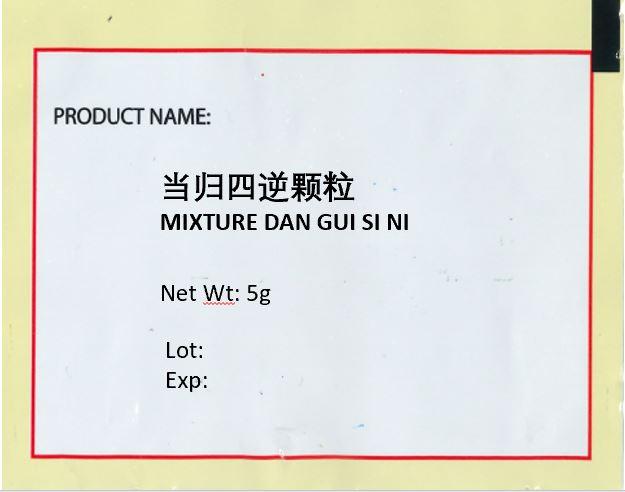 PRODUCT NAME:
当归四逆颗粒
MIXTURE DAN GUI SI NI
Net Wt: 5g
Lot:
Exp: